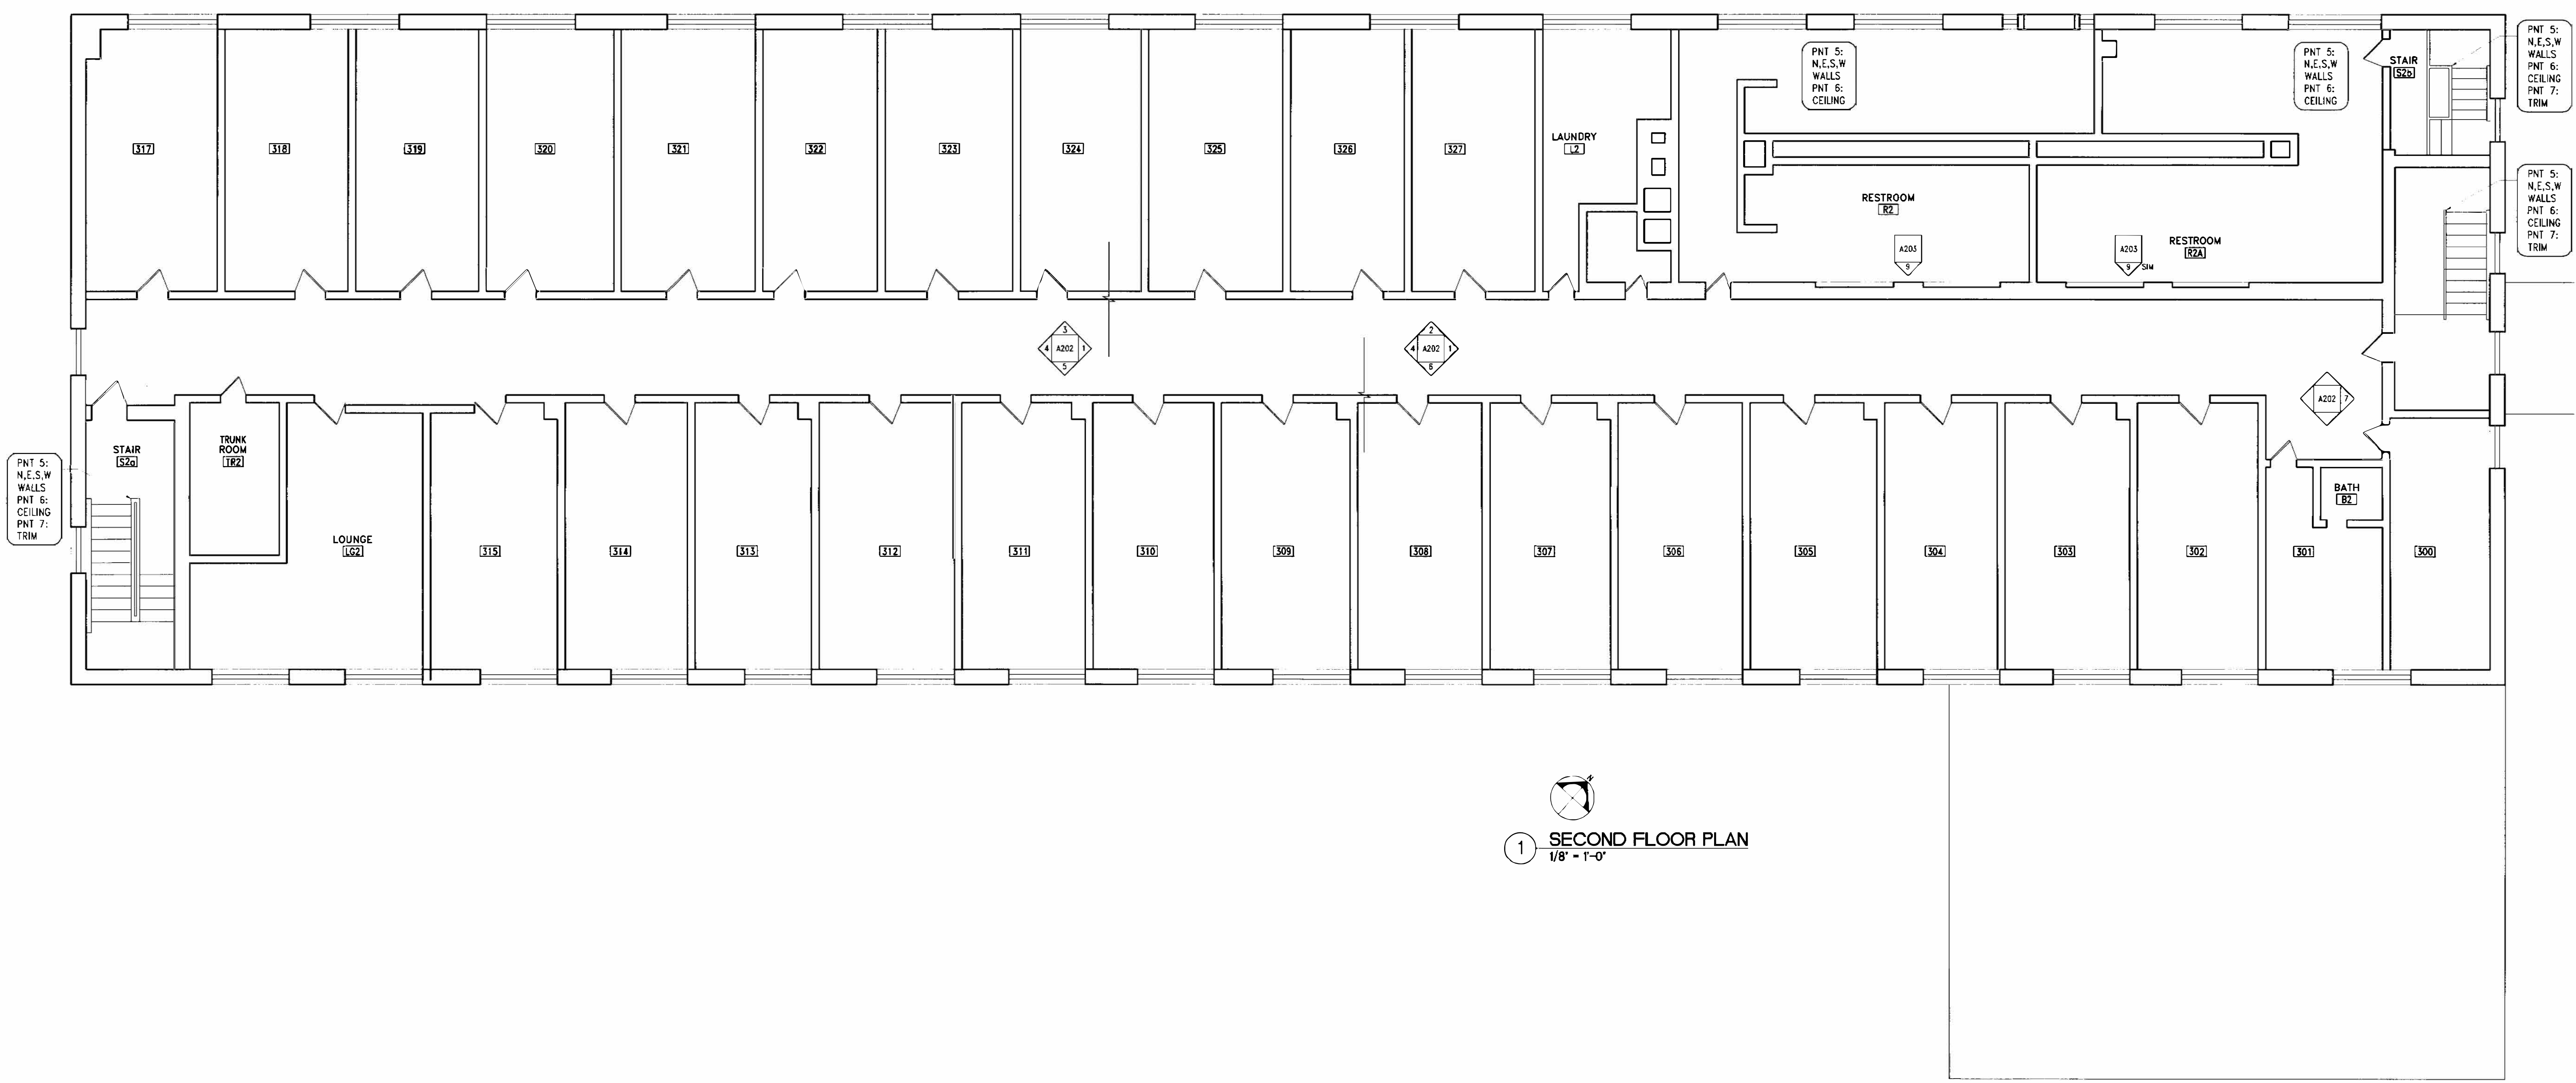 PNT 5:
N,E,S,W
WALLS
PNT 6:
CEILING
PNT 5:
N,E,S,W
WALLS
PNT 6:
CEILING
STAIR
S2b
PNT 5:
N,E,S,W
WALLS
PNT 6:
CEILING
PNT 7:
TRIM
317
318
319
320
321
322
323
324
325
326
327
LAUNDRY
L2
RESTROOM
R2
RESTROOM
R2A
A203
9
A203
9
SIM
PNT 5:
N,E,S,W
WALLS
PNT 6:
CEILING
PNT 7:
TRIM
3
4 A202 1
5
2
4 A202 1
6
A202 7
PNT 5:
N,E,S,W
WALLS
PNT 6:
CEILING
PNT 7:
TRIM
STAIR
S2a
TRUNK
ROOM
TR2
LOUNGE
LG2
315
314
313
312
311
310
309
308
307
306
305
304
303
302
301
BATH
B2
300
N
1
SECOND FLOOR PLAN
1/8" = 1'-0"